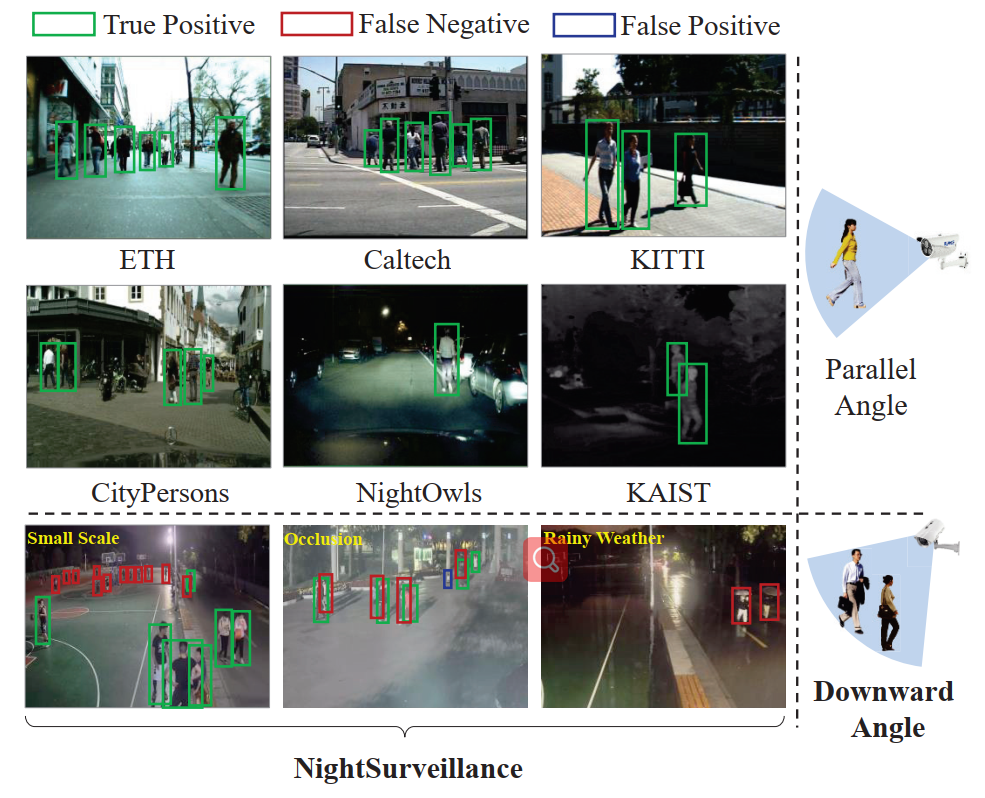 True Positive
False Negative
False Positive
ETH
Caltech
KITTI
Parallel
Angle
CityPersons
NightOwls
KAIST
Small Scale
Occlusion
Rainy Weather
Downward
Angle
NightSurveillance